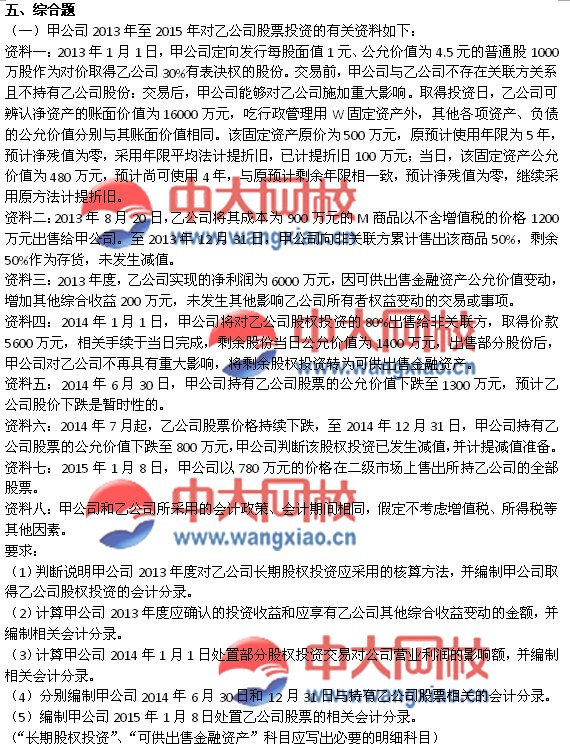 五、综合题
（一）甲公司 2013 年至 2015 年对乙公司股票投资的有关资料如下：
资料一：2013 年 1 月 1 日，甲公司定向发行每股面值 1 元、公允价值为 4.5 元的普通股 1000
万股作为对价取得乙公司 30%有表决权的股份。交易前，甲公司与乙公司不存在关联方关系
且不持有乙公司股份；交易后，甲公司能够对乙公司施加重大影响。取得投资日，乙公司可
辨认净资产的账面价值为 16000 万元，吃行政管理用 W 固定资产外，其他各项资产、负债
的公允价值分别与其账面价值相同。该固定资产原价为 500 万元，原预计使用年限为 5 年，
预计净残值为零，采用年限平均法计提折旧，已计提折旧 100 万元；当日，该固定资产公允
价值为 480 万元，预计尚可使用 4 年，与原预计剩余年限相一致，预计净残值为零，继续采
用原方法计提折旧。
资料二：2013 年 8 月 20 日，乙公司将其成本为 900 万元的 M 商品以不含增值税的价格 1200
万元出售给甲公司。至 2013 年 12 月 31 日，甲公司向非关联方累计售出该商品 50%，剩余
50%作为存货，未发生减值。
资料三：2013 年度，乙公司实现的净利润为 6000 万元，因可供出售金融资产公允价值变动，
增加其他综合收益 200 万元，未发生其他影响乙公司所有者权益变动的交易或事项。
资料四：2014 年 1 月 1 日，甲公司将对乙公司股权投资的 80%出售给非关联方，取得价款
5600 万元，相关手续于当日完成，剩余股份当日公允价值为 1400 万元，出售部分股份后，
甲公司对乙公司不再具有重大影响，将剩余股权投资转为可供出售金融资产。
资料五：2014 年 6 月 30 日，甲公司持有乙公司股票的公允价值下跌至 1300 万元，预计乙
公司股价下跌是暂时性的。
资料六：2014 年 7 月起，乙公司股票价格持续下跌，至 2014 年 12 月 31 日，甲公司持有乙
公司股票的公允价值下跌至 800 万元，甲公司判断该股权投资已发生减值，并计提减值准备。
资料七：2015 年 1 月 8 日，甲公司以 780 万元的价格在二级市场上售出所持乙公司的全部
股票。
资料八：甲公司和乙公司所采用的会计政策、会计期间相同，假定不考虑增值税、所得税等
其他因素。
要求：
（1）判断说明甲公司 2013 年度对乙公司长期股权投资应采用的核算方法，并编制甲公司取
得乙公司股权投资的会计分录。
（2）计算甲公司 2013 年度应确认的投资收益和应享有乙公司其他综合收益变动的金额，并
编制相关会计分录。
（3）计算甲公司 2014 年 1 月 1 日处置部分股权投资交易对公司营业利润的影响额，并编制
相关会计分录。
（4）分别编制甲公司 2014 年 6 月 30 日和 12 月 31 日与持有乙公司股票相关的会计分录。
（5）编制甲公司 2015 年 1 月 8 日处置乙公司股票的相关会计分录。
（“长期股权投资”、“可供出售金融资产”科目应写出必要的明细科目）
中大网校
www.wangxiao.cn
中大网校
www.wangxiao.cn
中大网校
www.wangxiao.cn
中大网校
www.wangxiao.cn